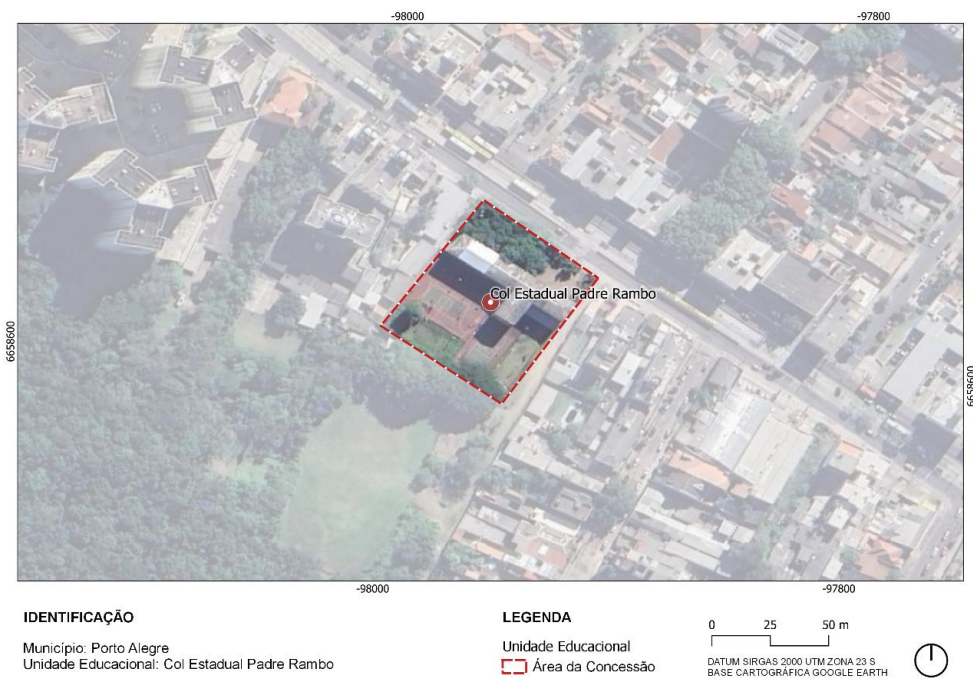 -98000
-97800
Col Estadual Padre Rambo
6658600
6658600
-98000
-97800
IDENTIFICAÇÃO
Município: Porto Alegre
Unidade Educacional: Col Estadual Padre Rambo
LEGENDA
Unidade Educacional
Área da Concessão
0 25 50 m
DATUM SIRGAS 2000 UTM ZONA 23 S
BASE CARTOGRÁFICA GOOGLE EARTH